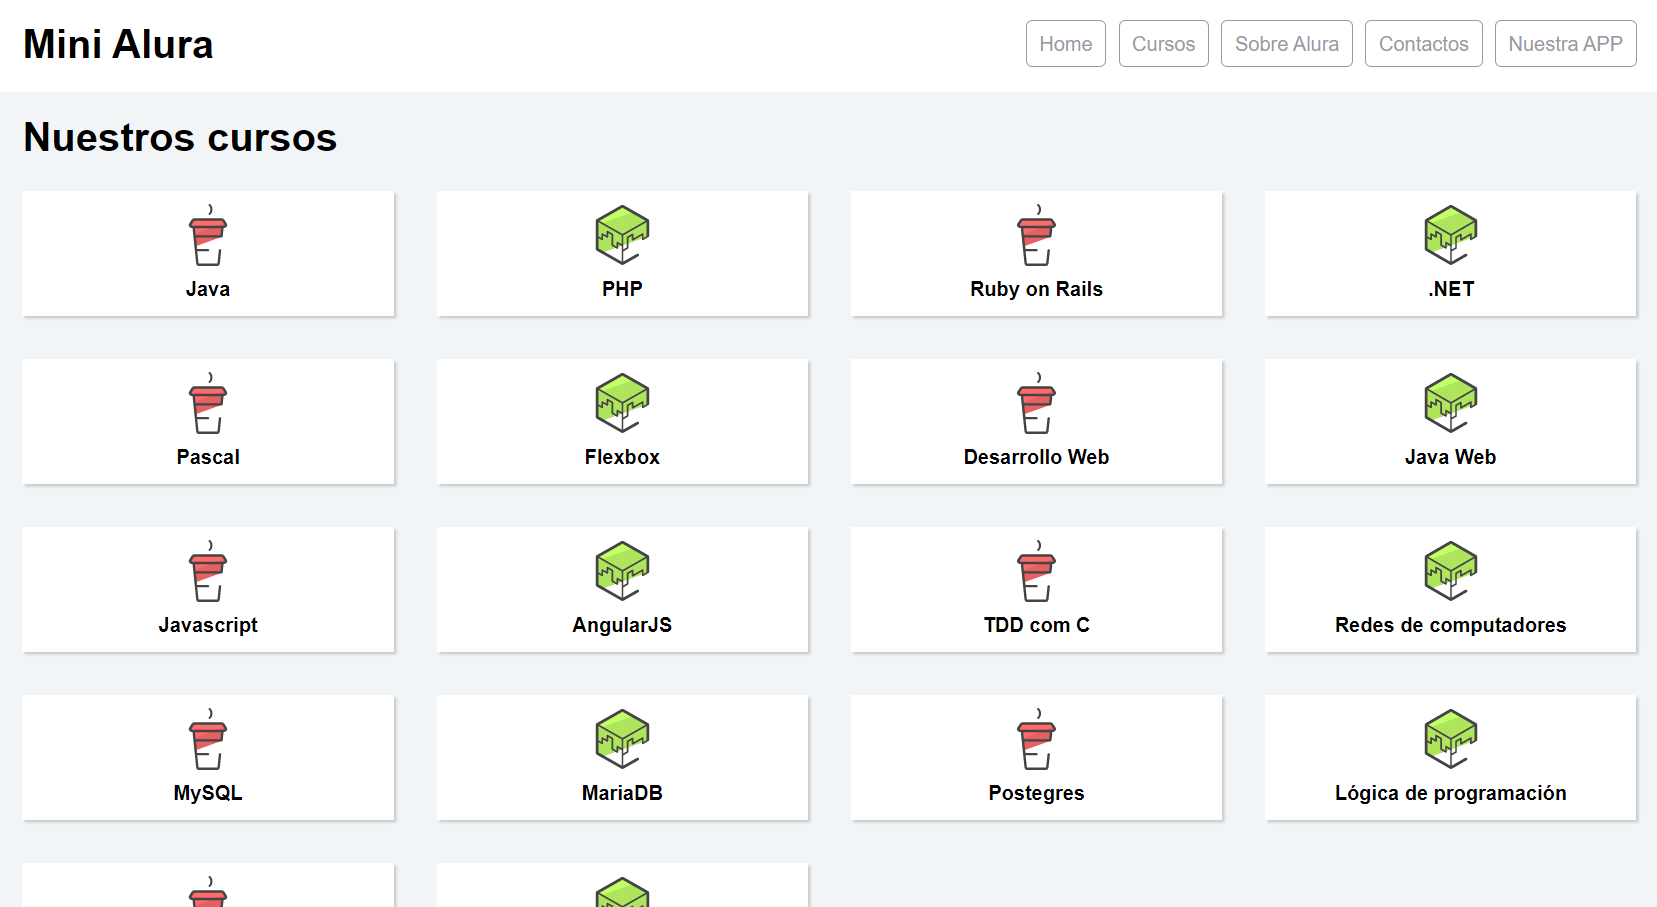 Mini Alura
Home Cursos Sobre Alura Contactos Nuestra APP
Nuestros cursos
Java PHP Ruby on Rails .NET
Pascal Flexbox Desarrollo Web Java Web
Javascript AngularJS TDD com C Redes de computadores
MySQL MariaDB Postegres Lógica de programación